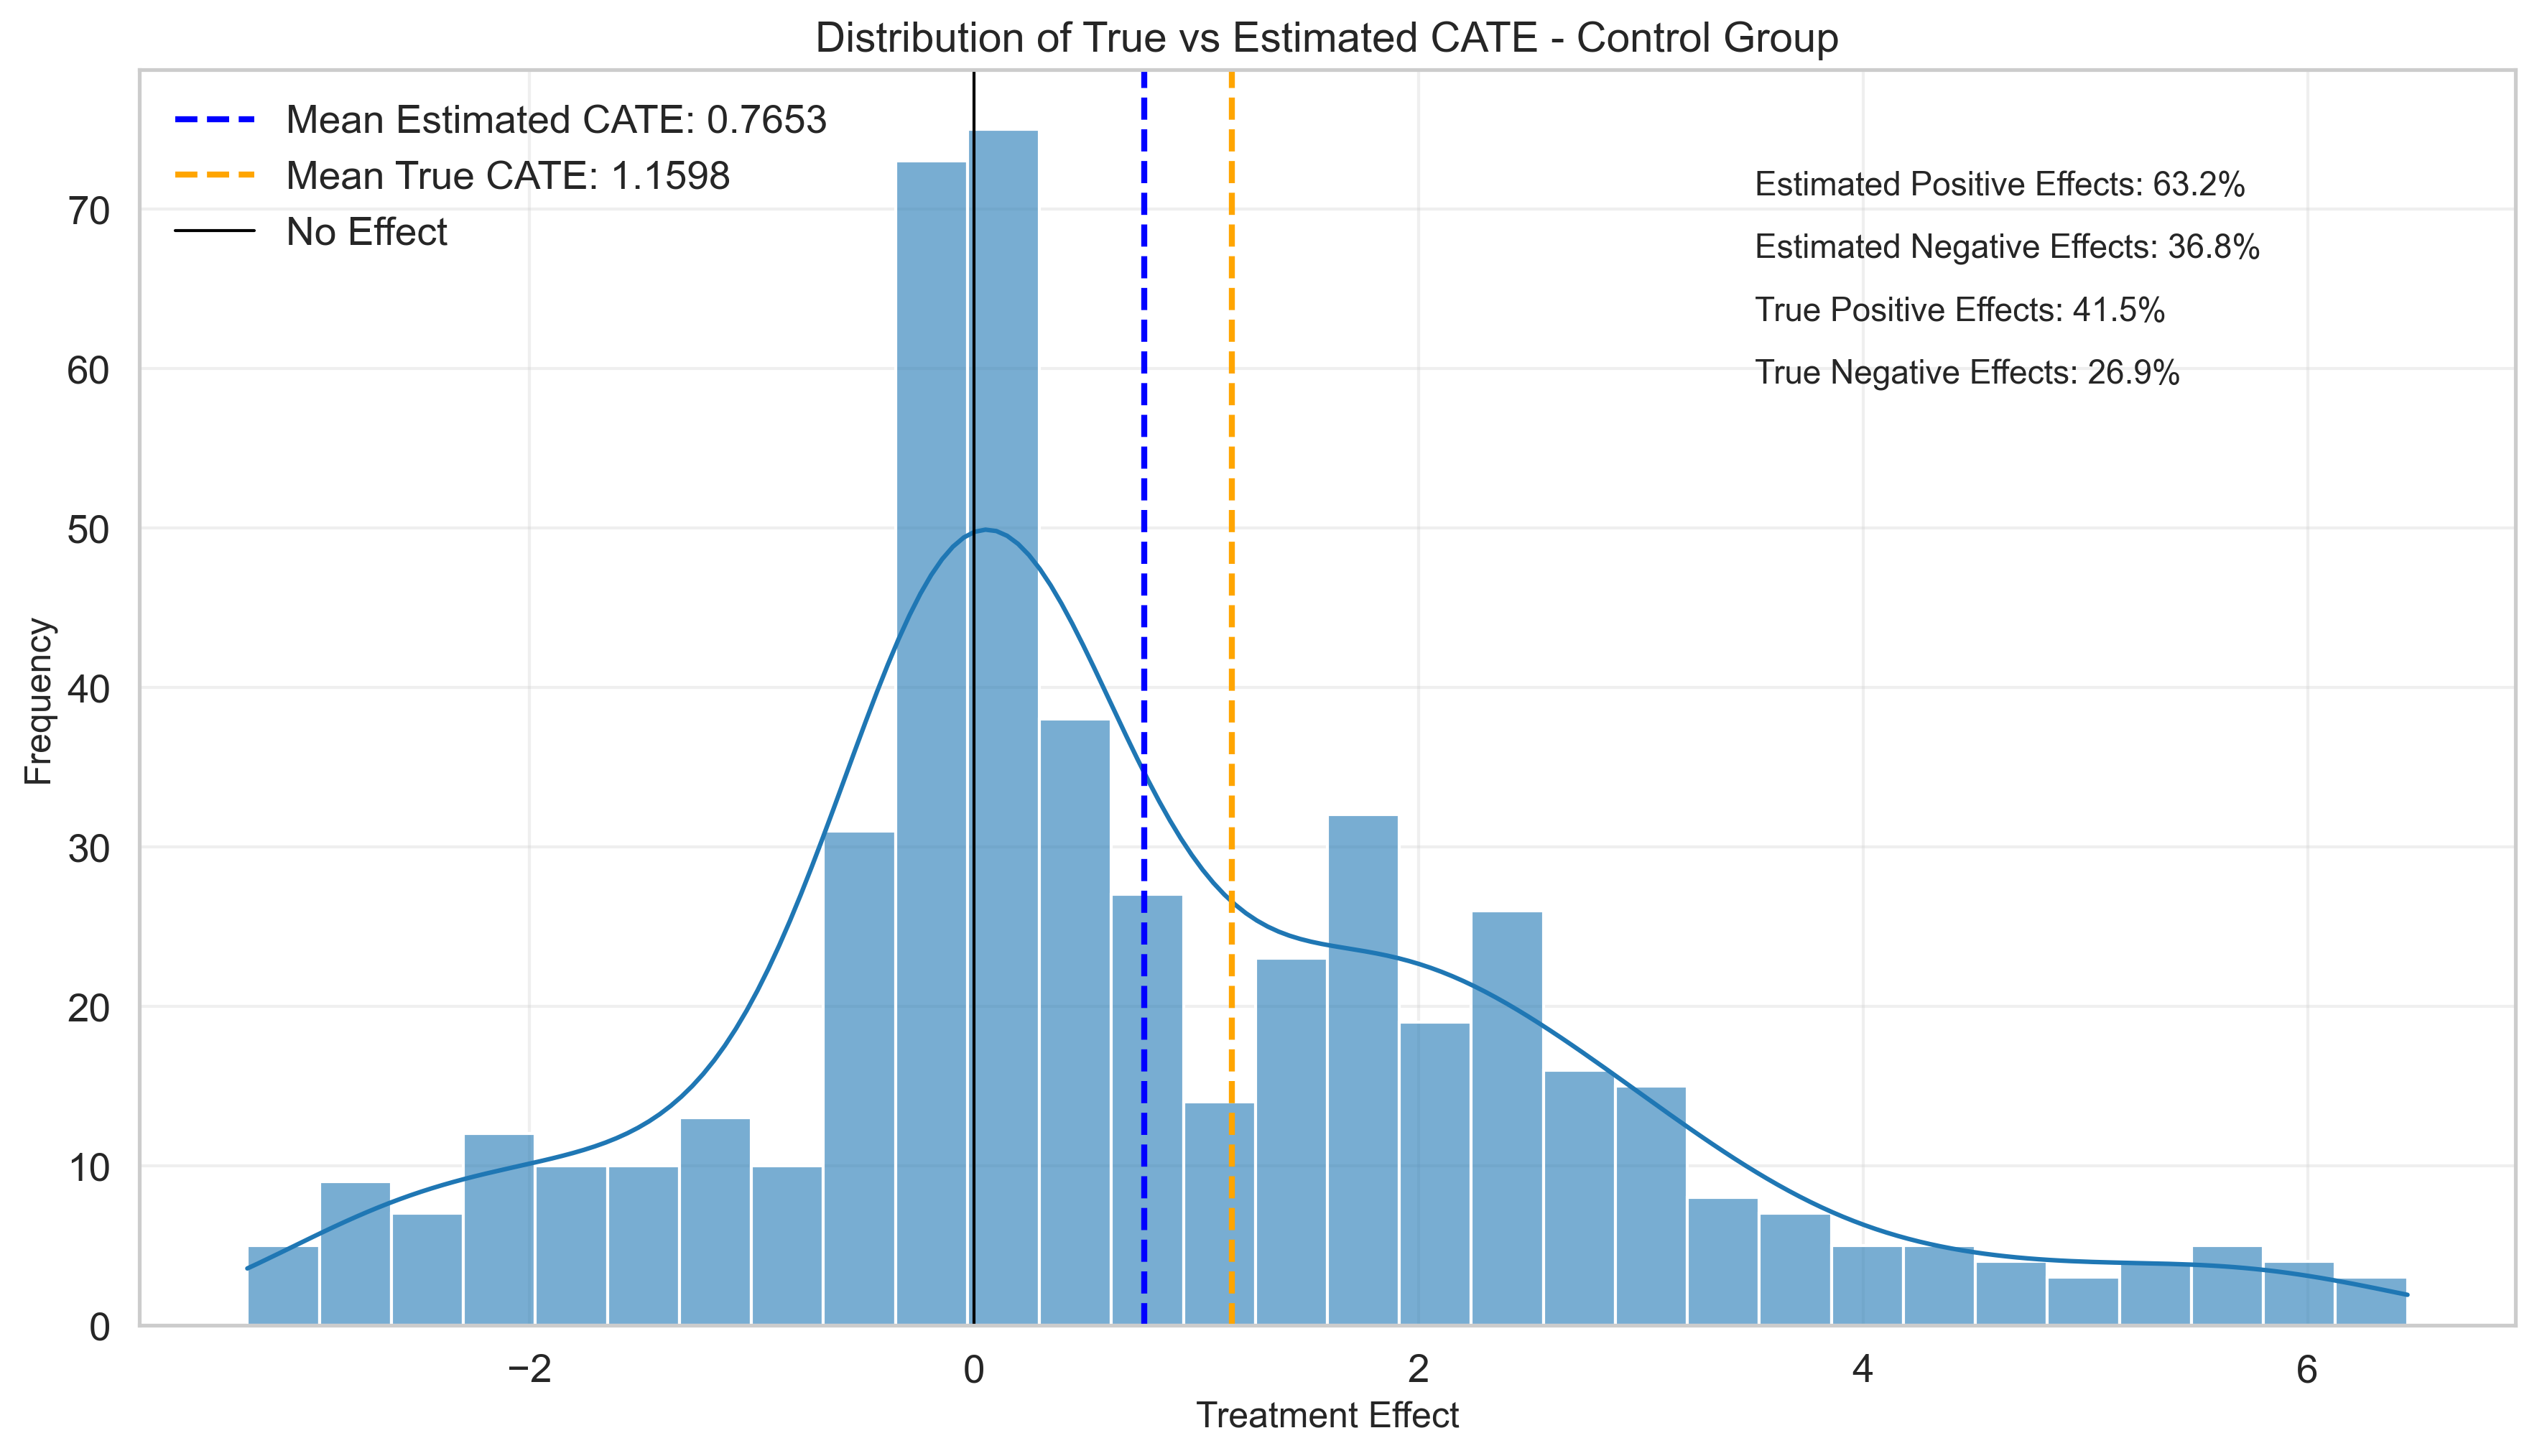 Distribution of True vs Estimated CATE - Control Group
Mean Estimated CATE: 0.7653
Mean True CATE: 1.1598
No Effect
Estimated Positive Effects: 63.2%
Estimated Negative Effects: 36.8%
True Positive Effects: 41.5%
True Negative Effects: 26.9%
Frequency
70
60
50
40
30
20
10
0
−2 0 2 4 6
Treatment Effect